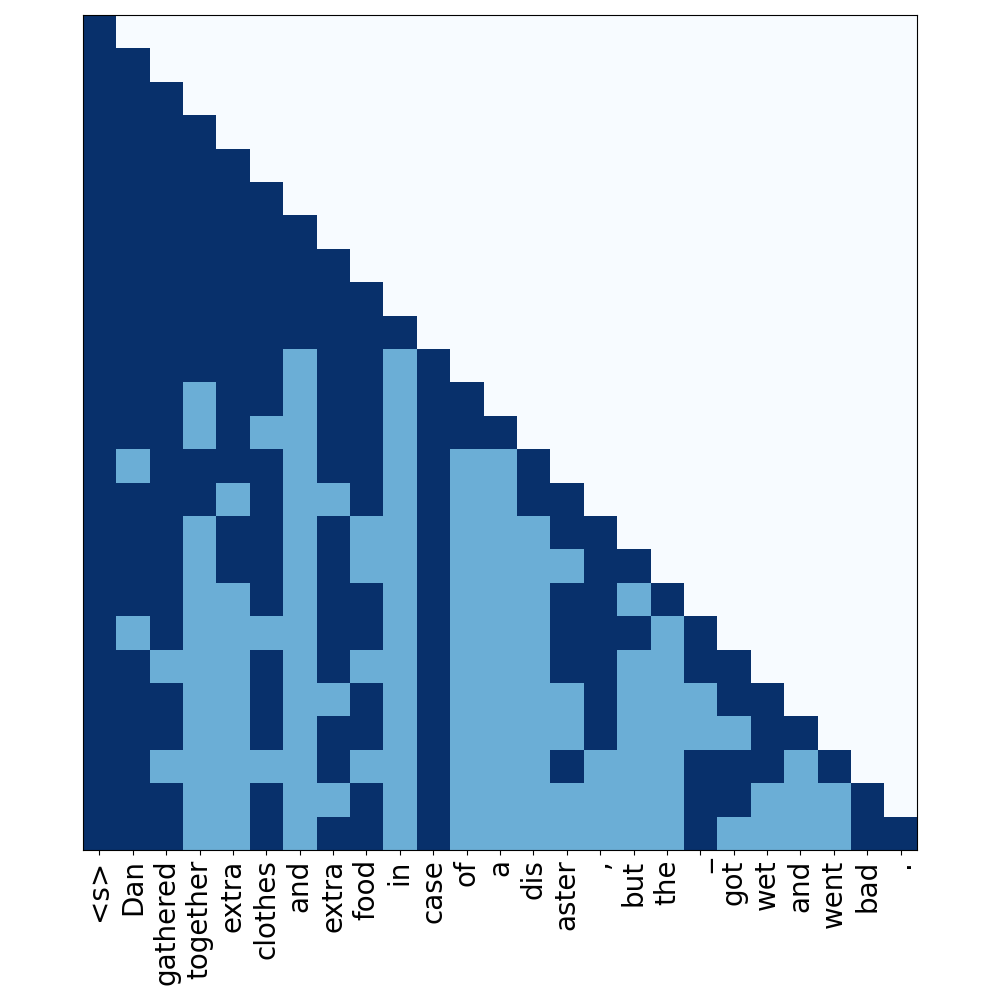 <s> Dan gathered together extra clothes and extra food in case of a dis aster , but the _ got wet and went bad .